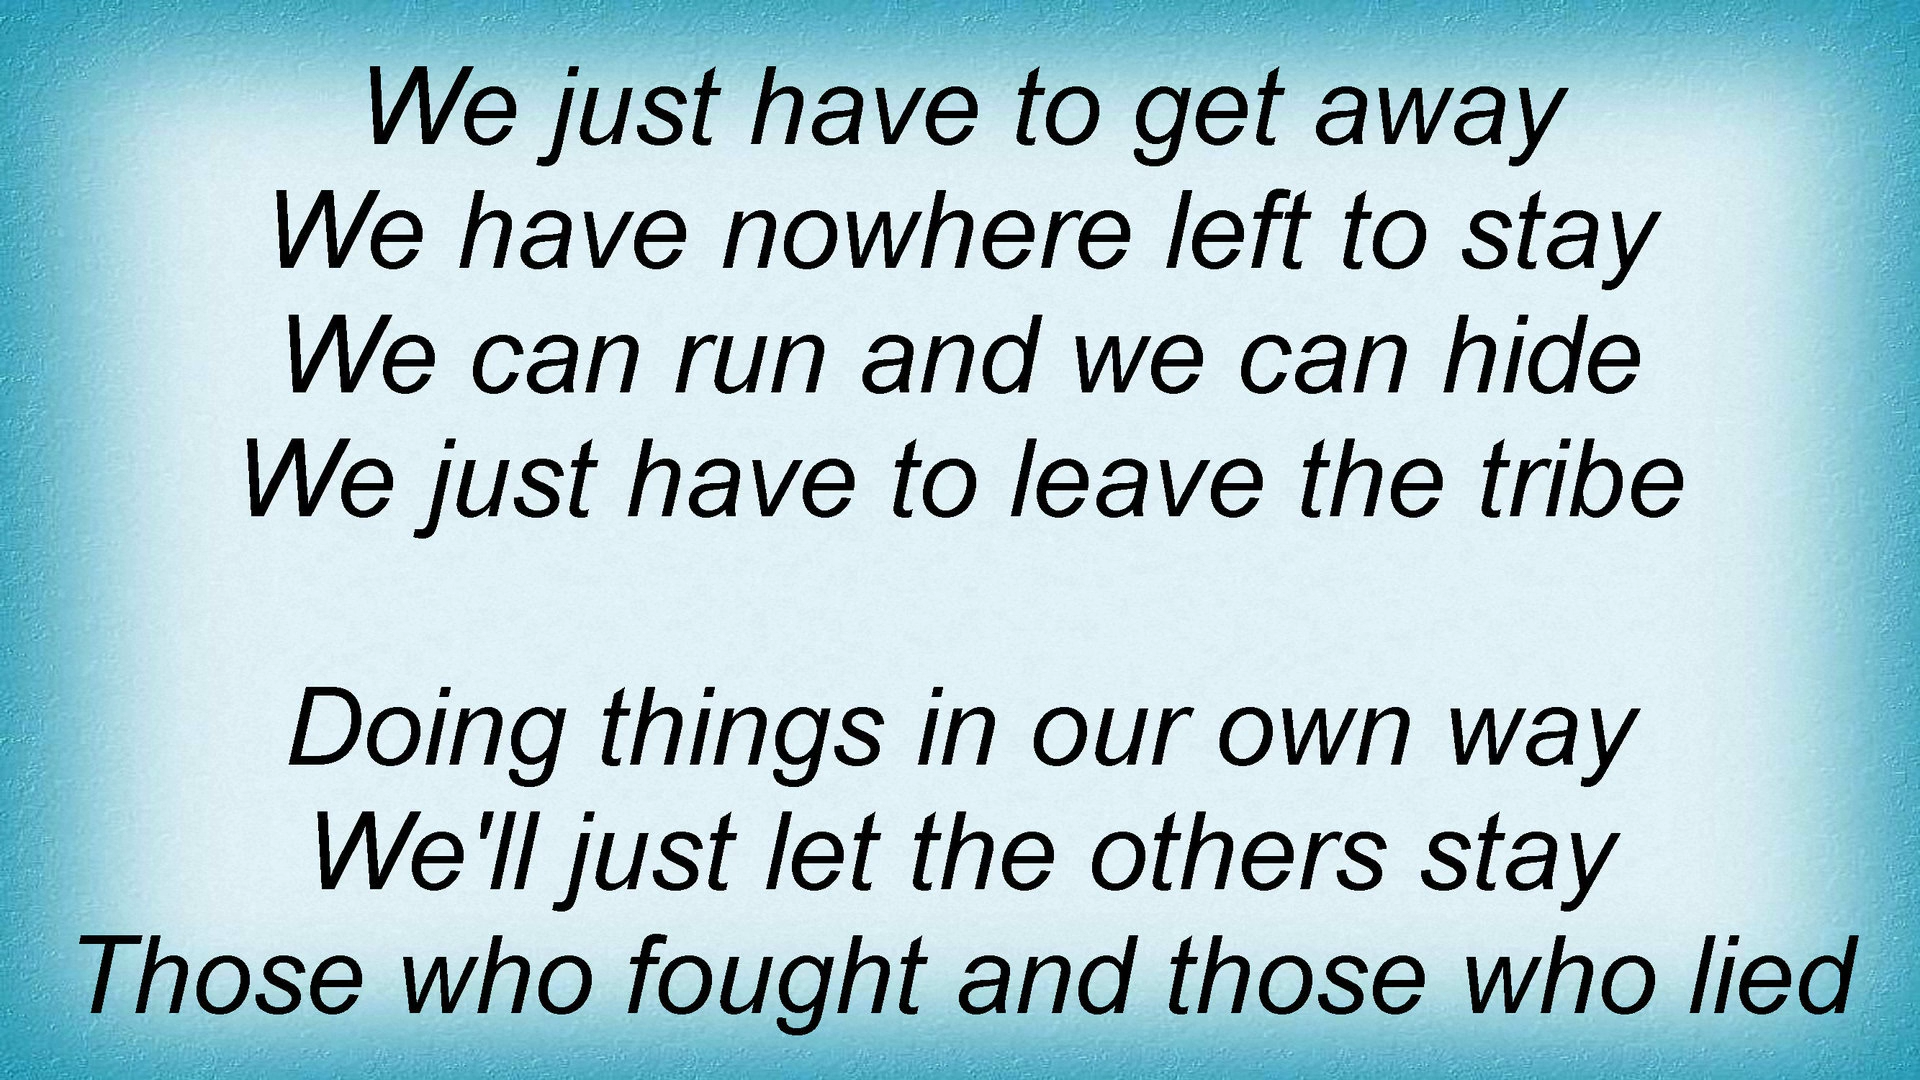 We just have to get away
We have nowhere left to stay
We can run and we can hide
We just have to leave the tribe
Doing things in our own way
We'll just let the others stay
Those who fought and those who lied